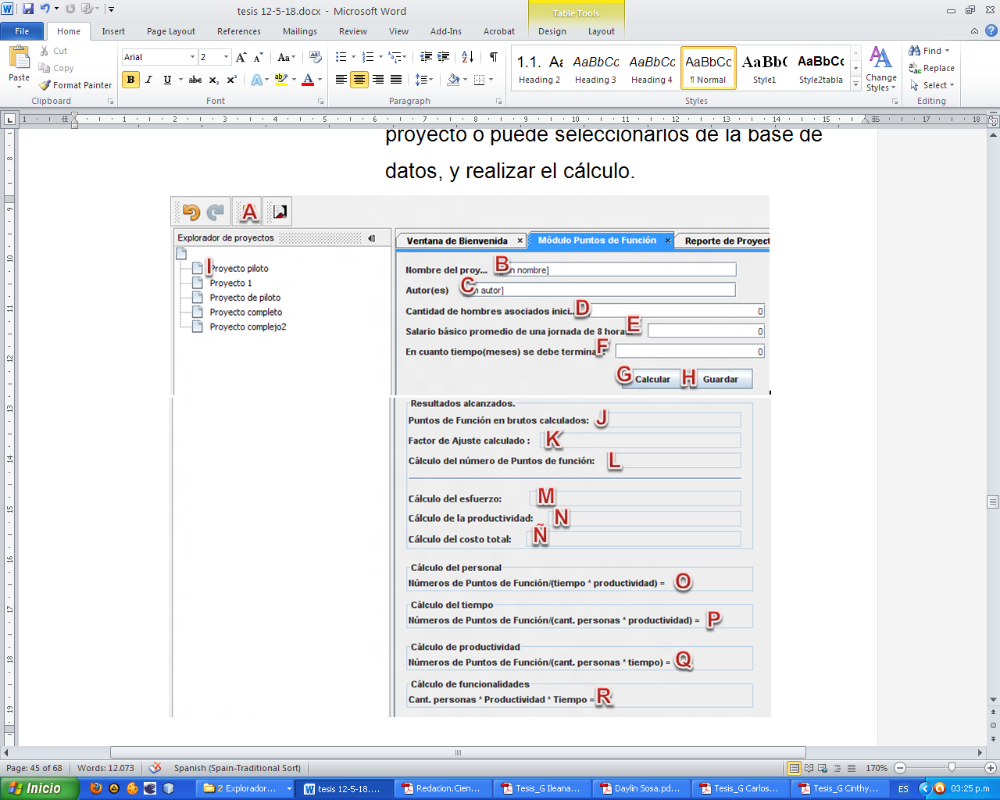 tesis 12-5-18.docx - Microsoft Word
Table Tools
File Home Insert Page Layout References Mailings Review View Add-Ins Acrobat Design Layout
Paste
Cut
Copy
Format Painter
Clipboard
Arial 2
Font
Paragraph
1.1. Aa AaBbCc AaBbCc AaBbCc AaBbC AaBbCc
Heading 2 Heading 3 Heading 4 ¶ Normal Style1 Style2tabla
Change Styles
Styles
Find
Replace
Select
Editing
proyecto o puede seleccionarlos de la base de
datos, y realizar el cálculo.
A
Explorador de proyectos
I Proyecto piloto
Proyecto 1
Proyecto de piloto
Proyecto completo
Proyecto complejo2
Ventana de Bienvenida × Módulo Puntos de Función × Reporte de Proyect
Nombre del proy... B n nombre]
Autor(es) C autor]
Cantidad de hombres asociados inici... D 0
Salario básico promedio de una jornada de 8 horas: E 0
En cuanto tiempo(meses) se debe termina F 0
G Calcular H Guardar
Resultados alcanzados.
Puntos de Función en brutos calculados: J
Factor de Ajuste calculado : K
Cálculo del número de Puntos de función: L
Cálculo del esfuerzo: M
Cálculo de la productividad: N
Cálculo del costo total: Ñ
Cálculo del personal
Números de Puntos de Función/(tiempo * productividad) = O
Cálculo del tiempo
Números de Puntos de Función/(cant. personas * productividad) = P
Cálculo de productividad
Números de Puntos de Función/(cant. personas * tiempo) = Q
Cálculo de funcionalidades
Cant. personas * Productividad * Tiempo = R
Page: 45 of 68 Words: 12.073 Spanish (Spain-Traditional Sort) 170%
Inicio 2 Explorador... tesis 12-5-18.... Redacion.Cien... Tesis_G Ileana... Daylin Sosa.pd... Tesis_G Carlos... Tesis_G Cinthy... ES 03:25 p.m